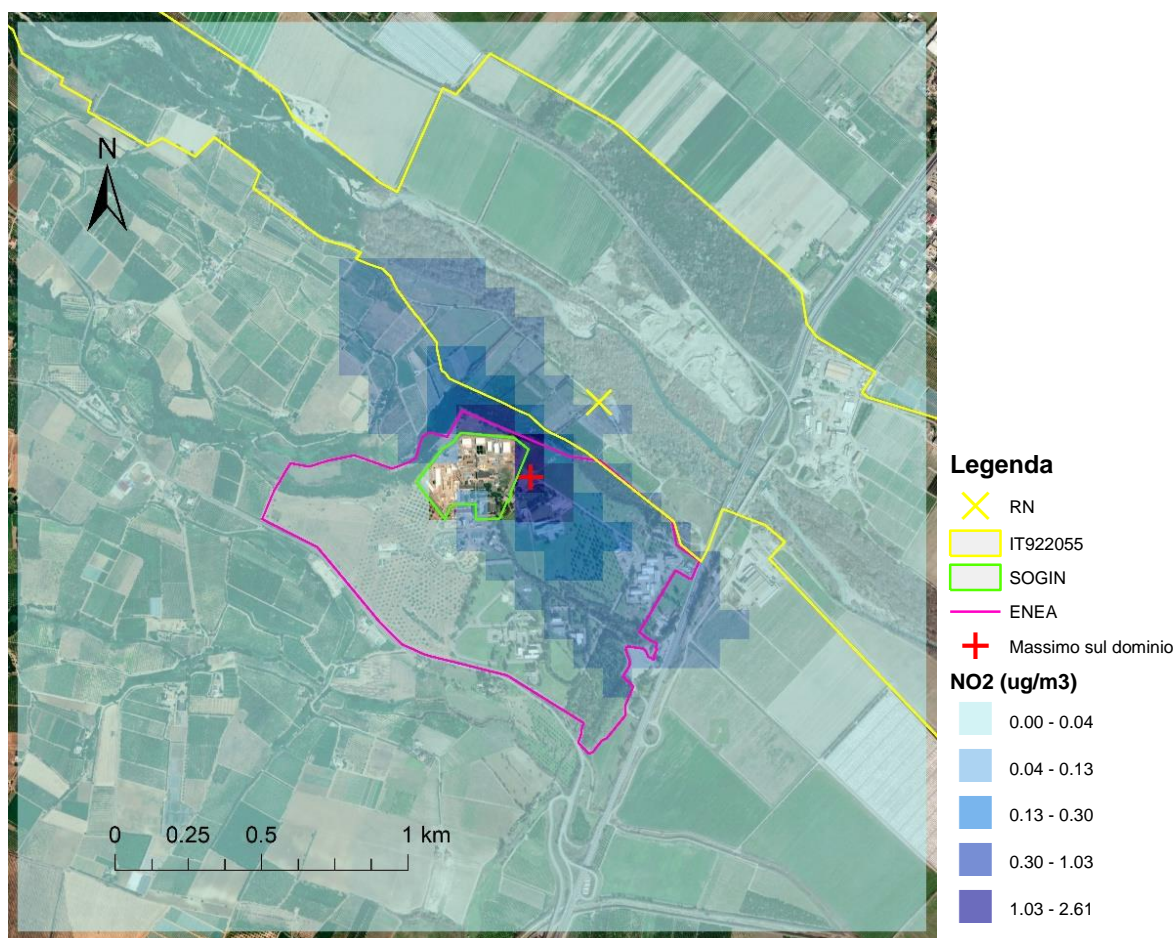 N
0 0.25 0.5 1 km
Legenda
RN
IT922055
SOGIN
ENEA
Massimo sul dominio
NO2 (ug/m3)
0.00 - 0.04
0.04 - 0.13
0.13 - 0.30
0.30 - 1.03
1.03 - 2.61